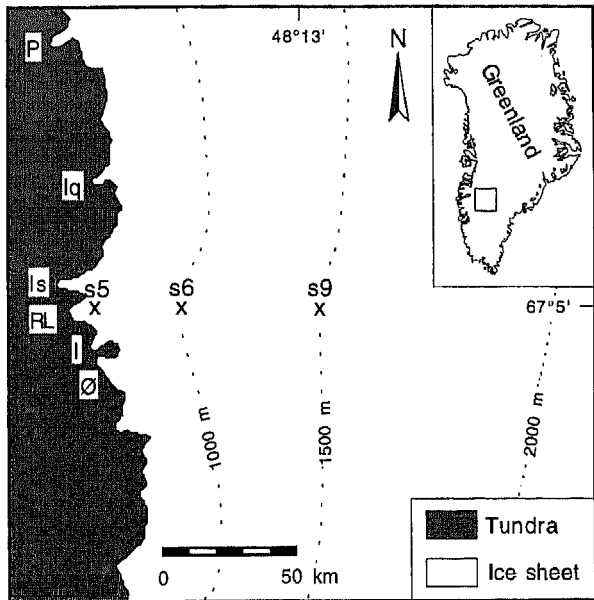 P
48°13'
N
Greenland
Iq
Is
s5
s6
s9
67°5'
RL
I
Ø
1000 m
1500 m
2000 m
Tundra
Ice sheet
0
50 km